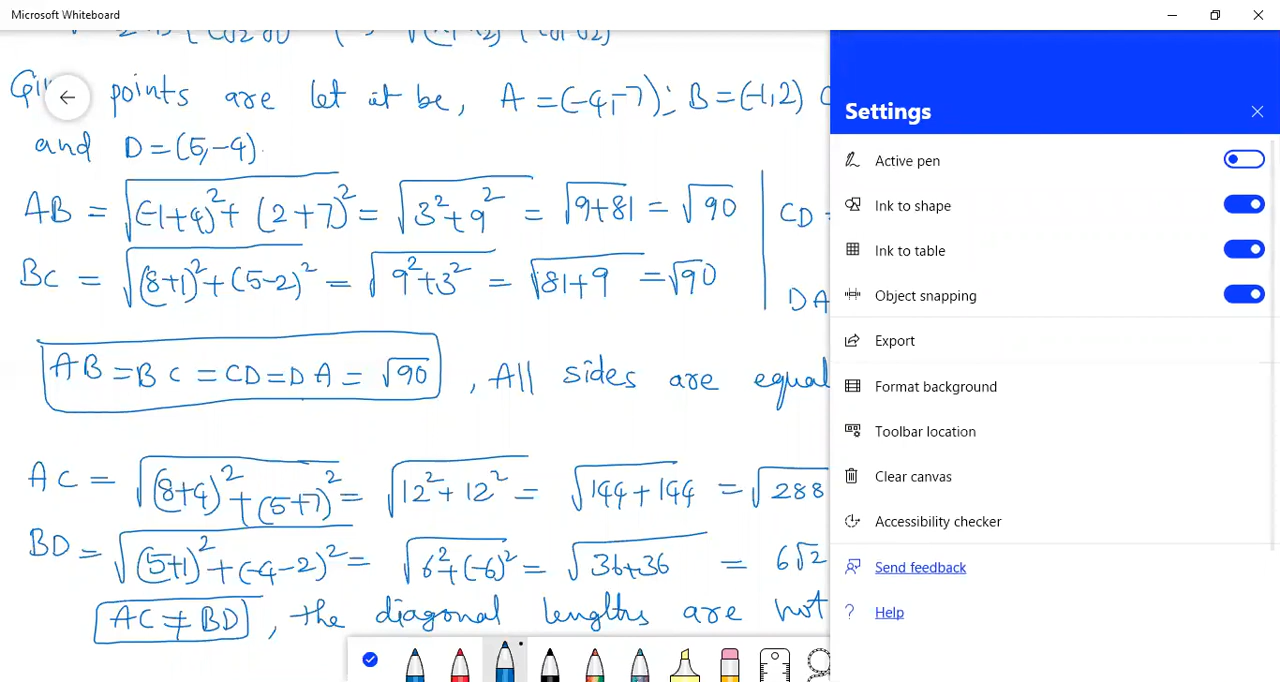 Microsoft Whiteboard
points are let it be, A = (-4,-7); B = (-1,2)
and D = (5,-4).
AB = √(-1+4)² + (2+7)² = √3²+9² = √9+81 = √90
CD =
BC = √(8+1)² + (5-2)² = √9²+3² = √81+9 = √90
DA
AB = BC = CD = DA = √90 , All sides are equal
AC = √(8+4)² + (5+7)² = √12²+12² = √144+144 = √288
BD = √(5+1)² + (-4-2)² = √6²+(-6)² = √36+36 = 6√2
AC ≠ BD , the diagonal lengths are not
Settings
Active pen
Ink to shape
Ink to table
Object snapping
Export
Format background
Toolbar location
Clear canvas
Accessibility checker
Send feedback
Help